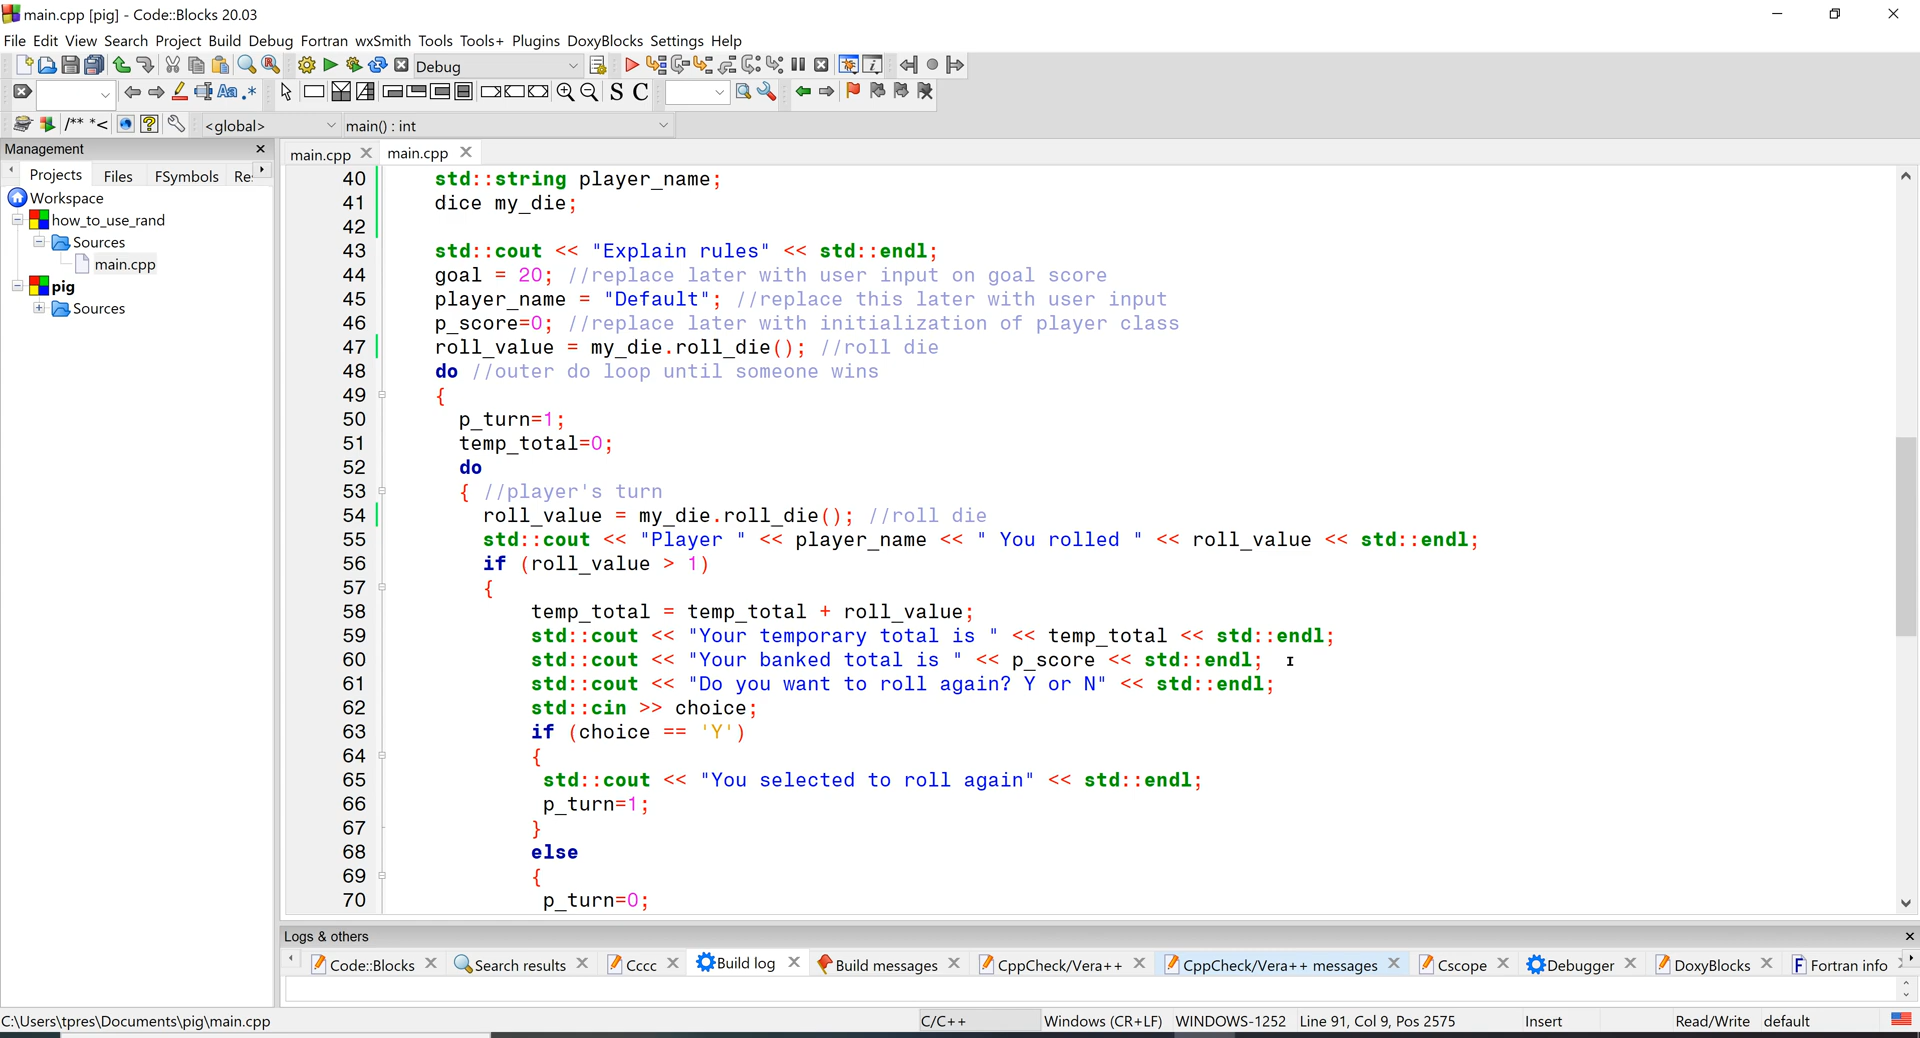 main.cpp [pig] - Code::Blocks 20.03
File Edit View Search Project Build Debug Fortran wxSmith Tools Tools+ Plugins DoxyBlocks Settings Help
Debug
Aa .* S C
/** *< <global> main() : int
Management
Projects Files FSymbols Re
Workspace
how_to_use_rand
Sources
main.cpp
pig
Sources
main.cpp main.cpp
40 std::string player_name;
41 dice my_die;
42
43 std::cout << "Explain rules" << std::endl;
44 goal = 20; //replace later with user input on goal score
45 player_name = "Default"; //replace this later with user input
46 p_score=0; //replace later with initialization of player class
47 roll_value = my_die.roll_die(); //roll die
48 do //outer do loop until someone wins
49 {
50 p_turn=1;
51 temp_total=0;
52 do
53 { //player's turn
54 roll_value = my_die.roll_die(); //roll die
55 std::cout << "Player " << player_name << " You rolled " << roll_value << std::endl;
56 if (roll_value > 1)
57 {
58 temp_total = temp_total + roll_value;
59 std::cout << "Your temporary total is " << temp_total << std::endl;
60 std::cout << "Your banked total is " << p_score << std::endl;
61 std::cout << "Do you want to roll again? Y or N" << std::endl;
62 std::cin >> choice;
63 if (choice == 'Y')
64 {
65 std::cout << "You selected to roll again" << std::endl;
66 p_turn=1;
67 }
68 else
69 {
70 p_turn=0;
Logs & others
Code::Blocks Search results Cccc Build log Build messages CppCheck/Vera++ CppCheck/Vera++ messages Cscope Debugger DoxyBlocks Fortran info
C:\Users\tpres\Documents\pig\main.cpp C/C++ Windows (CR+LF) WINDOWS-1252 Line 91, Col 9, Pos 2575 Insert Read/Write default